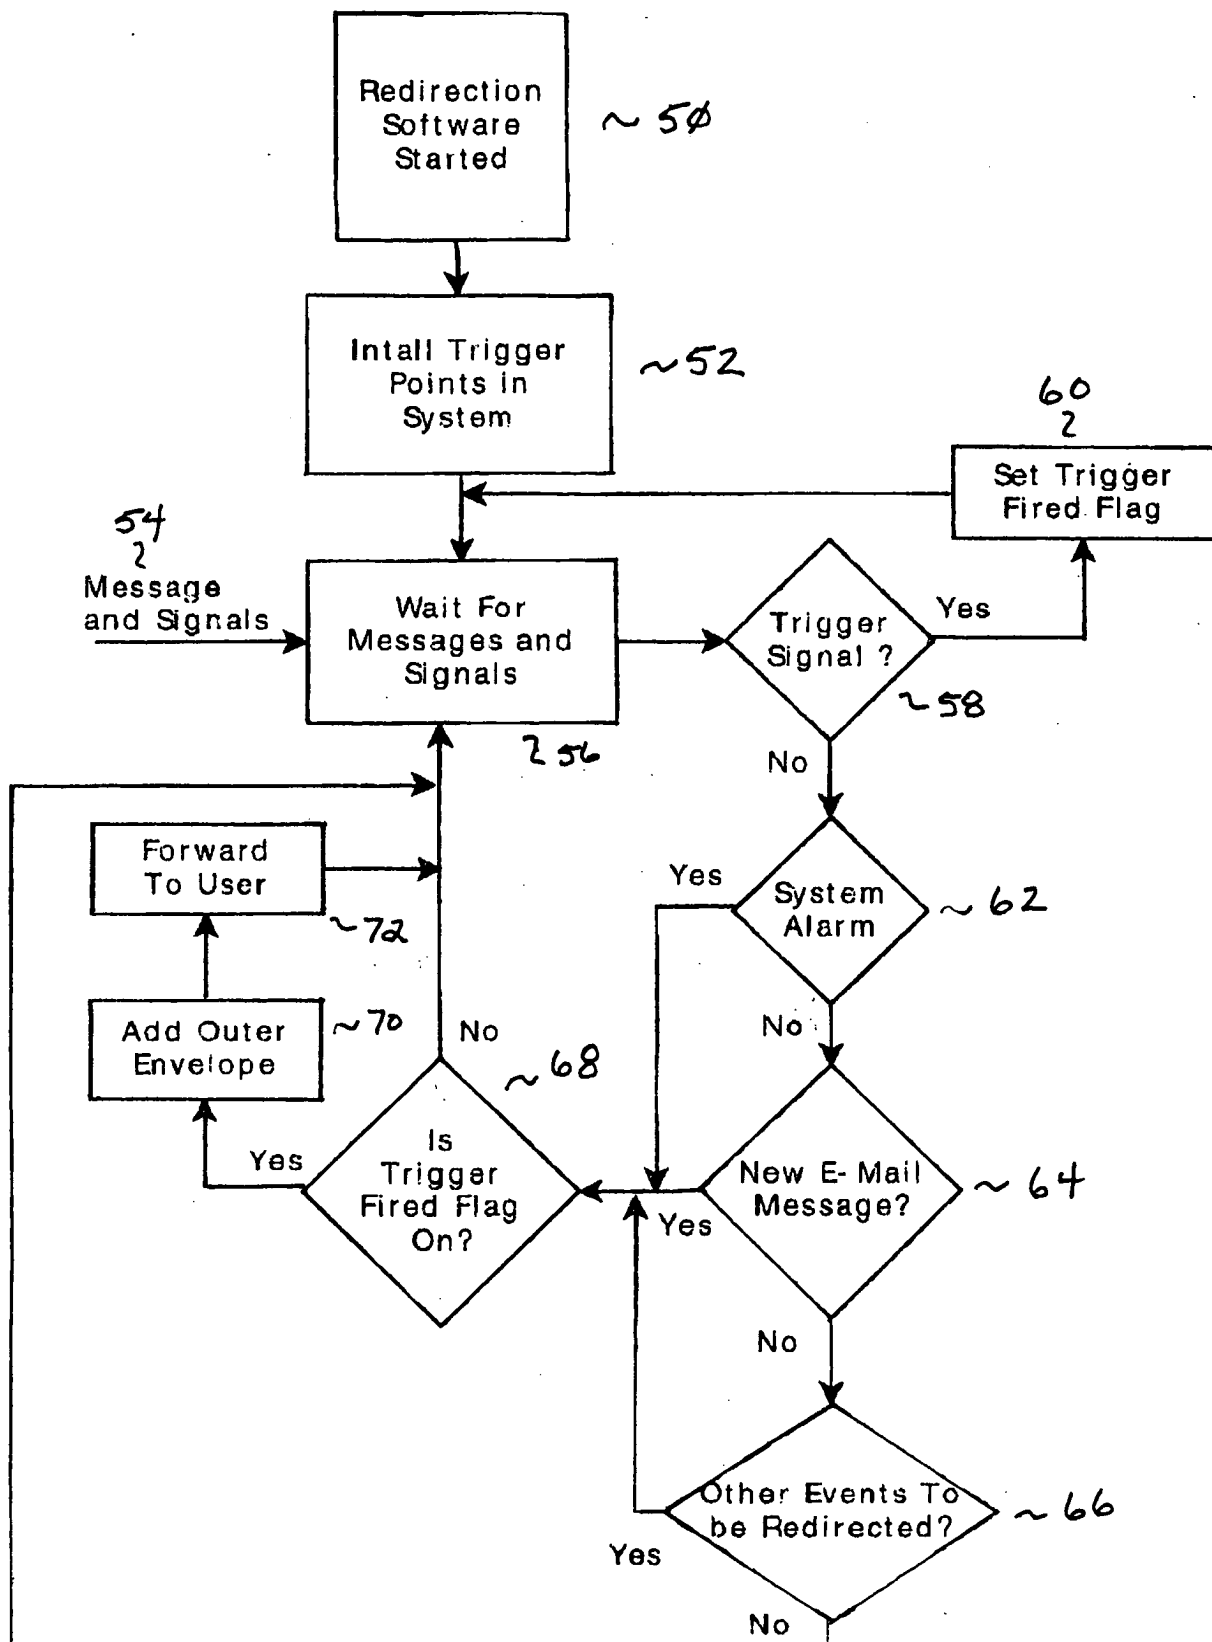 Redirection
Software
Started
~ 50
Intall Trigger
Points in
System
~52
60
Set Trigger
Fired Flag
54
Message
and Signals
Wait For
Messages and
Signals
56
Trigger
Signal ?
Yes
~58
No
Forward
To User
~72
Yes
System
Alarm
~ 62
No
Add Outer
Envelope
~70
No
~68
Yes
Is
Trigger
Fired Flag
On?
Yes
New E-Mail
Message?
~ 64
No
Other Events To
be Redirected?
~ 66
Yes
No